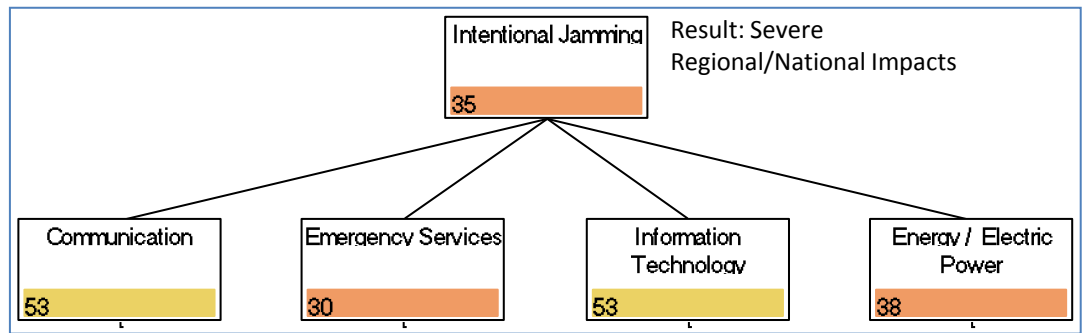 Intentional Jamming
Result: Severe
Regional/National Impacts
35
Communication
53
Emergency Services
30
Information
Technology
53
Energy / Electric
Power
38